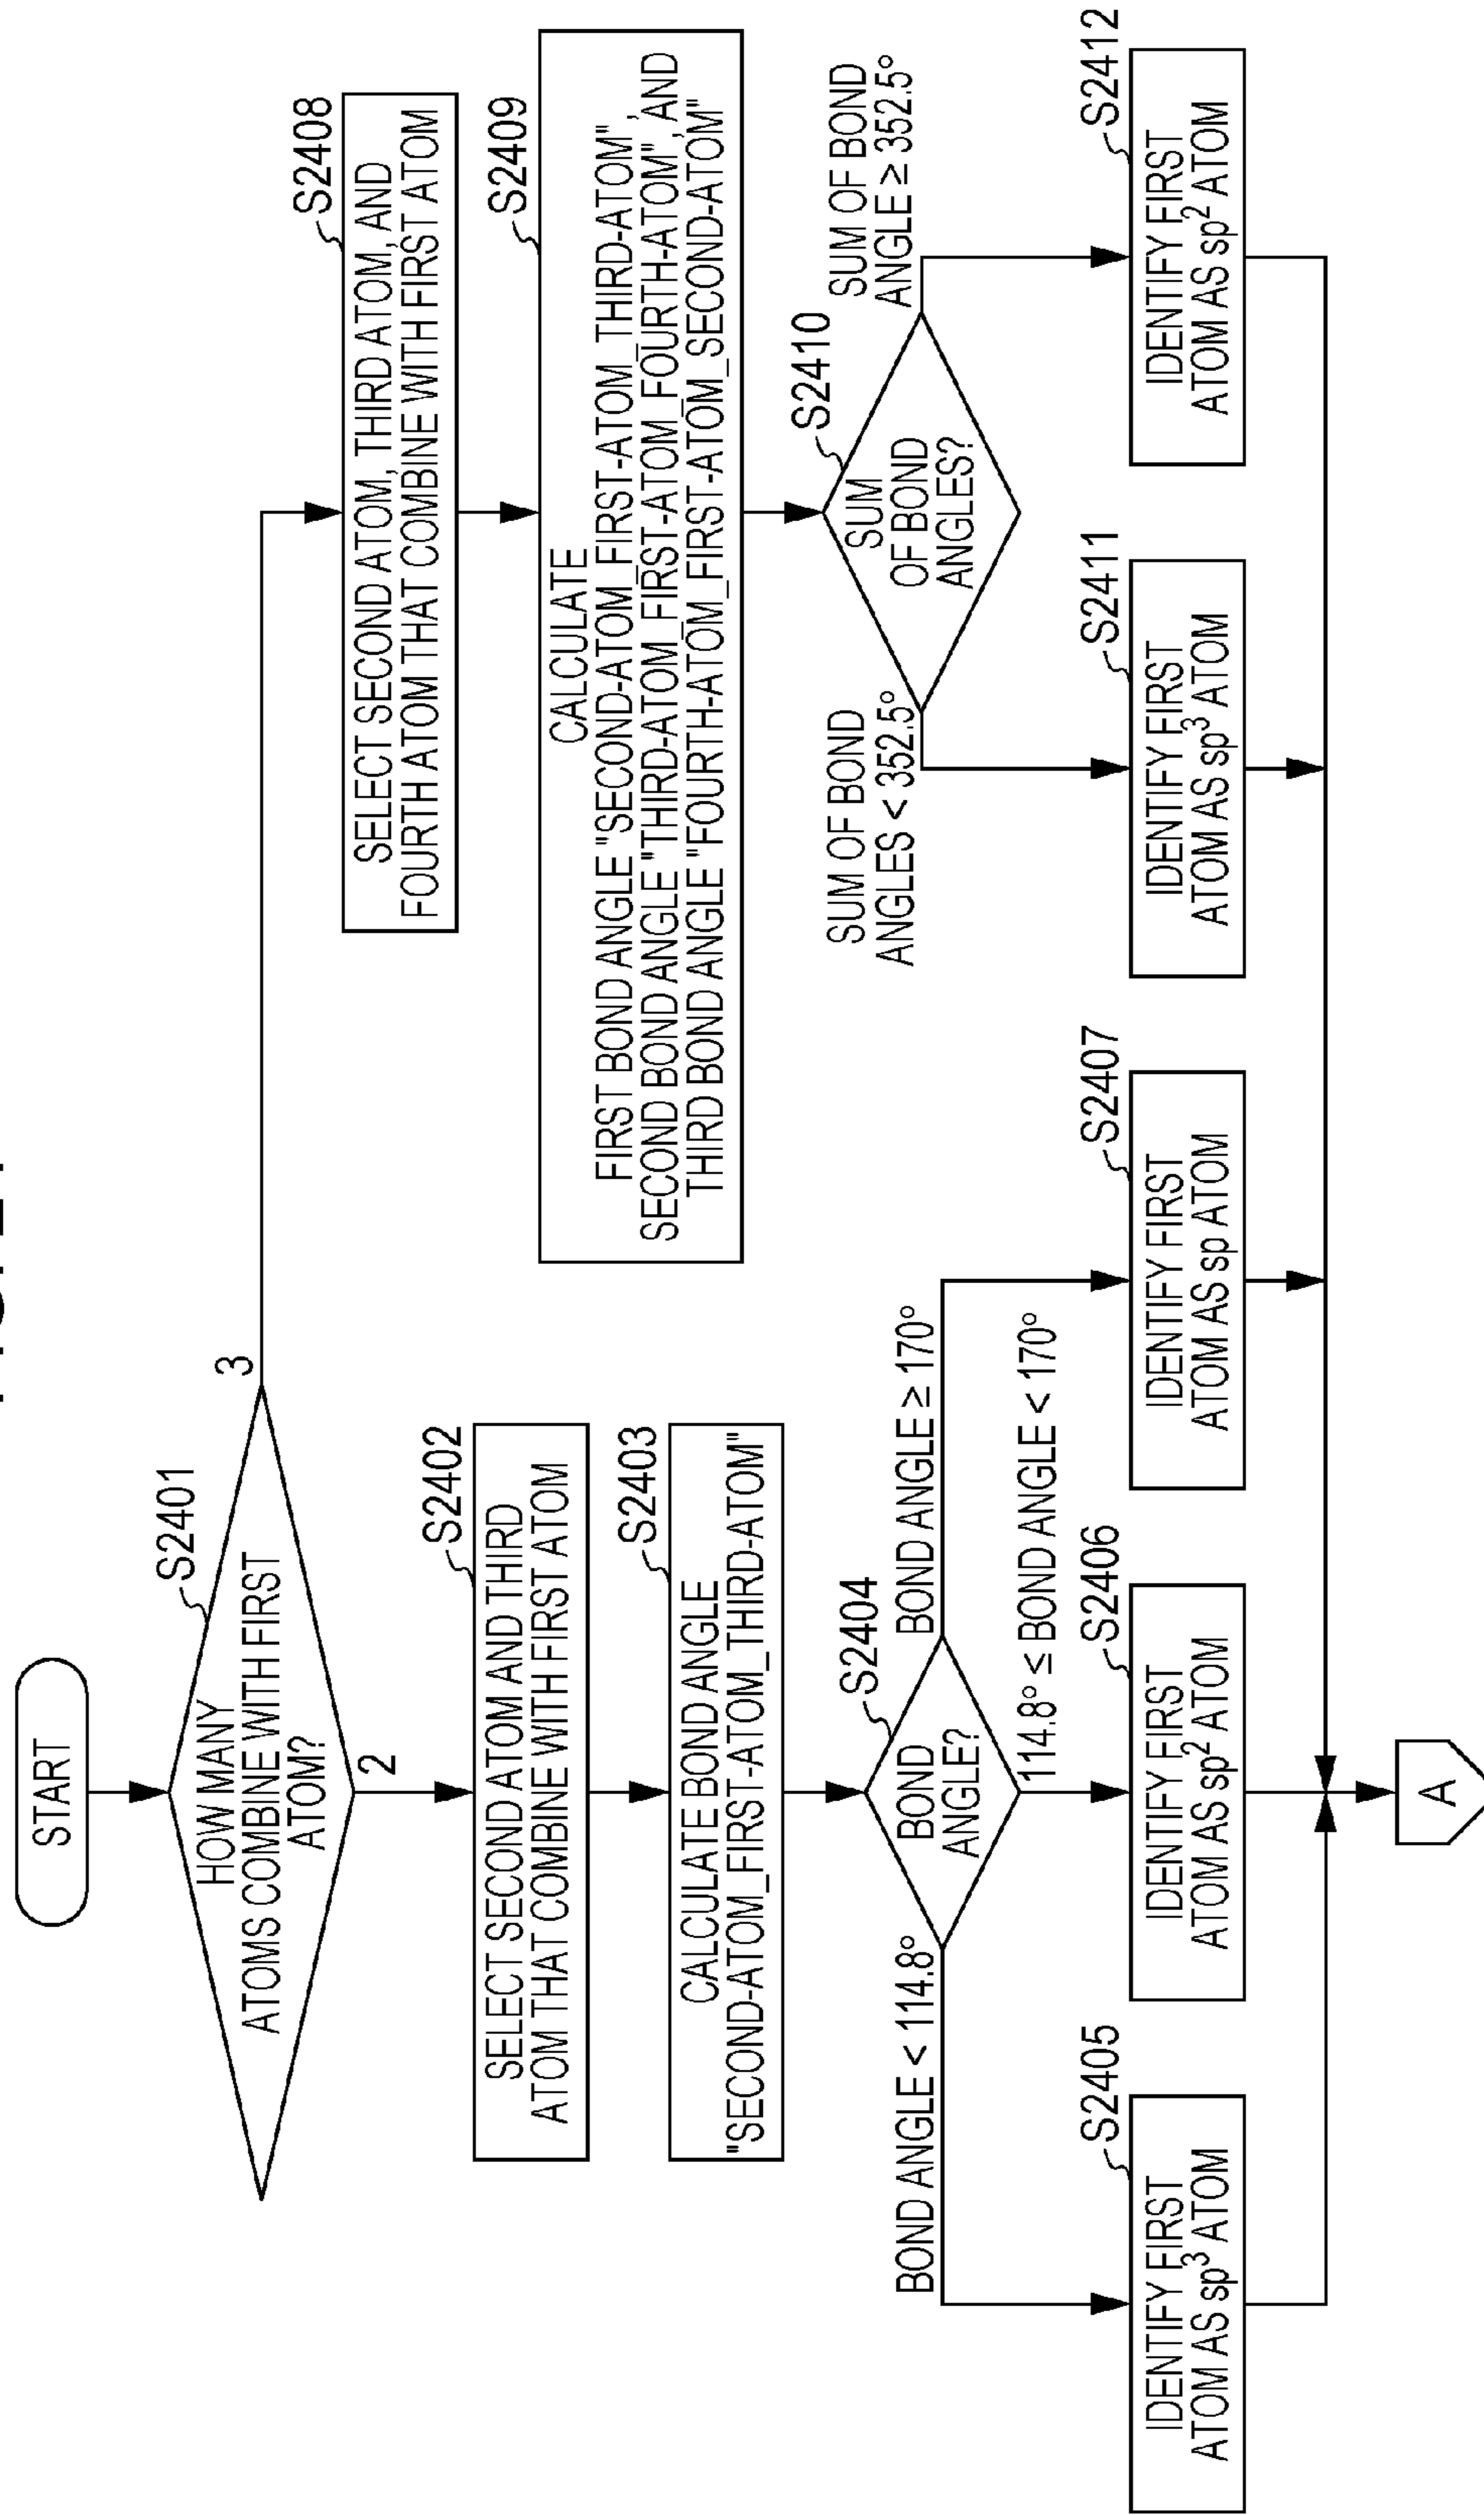 START
S2401
HOW MANY
ATOMS COMBINE WITH FIRST
ATOM?
2
3
S2402
SELECT SECOND ATOM AND THIRD
ATOM THAT COMBINE WITH FIRST ATOM
S2403
CALCULATE BOND ANGLE
"SECOND-ATOM_FIRST-ATOM_THIRD-ATOM"
S2404
BOND
ANGLE?
BOND ANGLE < 114.8°
BOND ANGLE ≥ 170°
114.8° ≤ BOND ANGLE < 170°
S2405
IDENTIFY FIRST
ATOM AS sp³ ATOM
S2406
IDENTIFY FIRST
ATOM AS sp² ATOM
S2407
IDENTIFY FIRST
ATOM AS sp ATOM
S2408
SELECT SECOND ATOM, THIRD ATOM, AND
FOURTH ATOM THAT COMBINE WITH FIRST ATOM
S2409
CALCULATE
FIRST BOND ANGLE "SECOND-ATOM_FIRST-ATOM_THIRD-ATOM",
SECOND BOND ANGLE "THIRD-ATOM_FIRST-ATOM_FOURTH-ATOM", AND
THIRD BOND ANGLE "FOURTH-ATOM_FIRST-ATOM_SECOND-ATOM"
S2410
SUM
OF BOND
ANGLES?
SUM OF BOND
ANGLES < 352.5°
SUM OF BOND
ANGLE ≥ 352.5°
S2411
IDENTIFY FIRST
ATOM AS sp³ ATOM
S2412
IDENTIFY FIRST
ATOM AS sp² ATOM
A